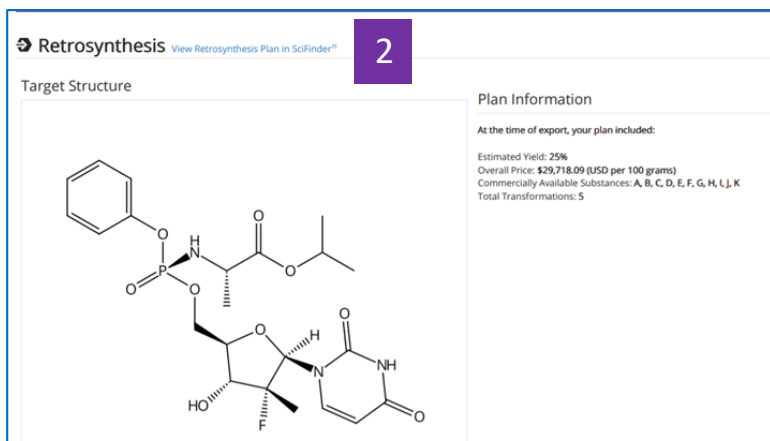 Retrosynthesis View Retrosynthesis Plan in SciFinderⁿ
2
Target Structure
Plan Information
At the time of export, your plan included:
Estimated Yield: 25%
Overall Price: $29,718.09 (USD per 100 grams)
Commercially Available Substances: A, B, C, D, E, F, G, H, I, J, K
Total Transformations: 5
O
H
N
O
O
P
O
O
O
H
O
N
NH
O
HO
F